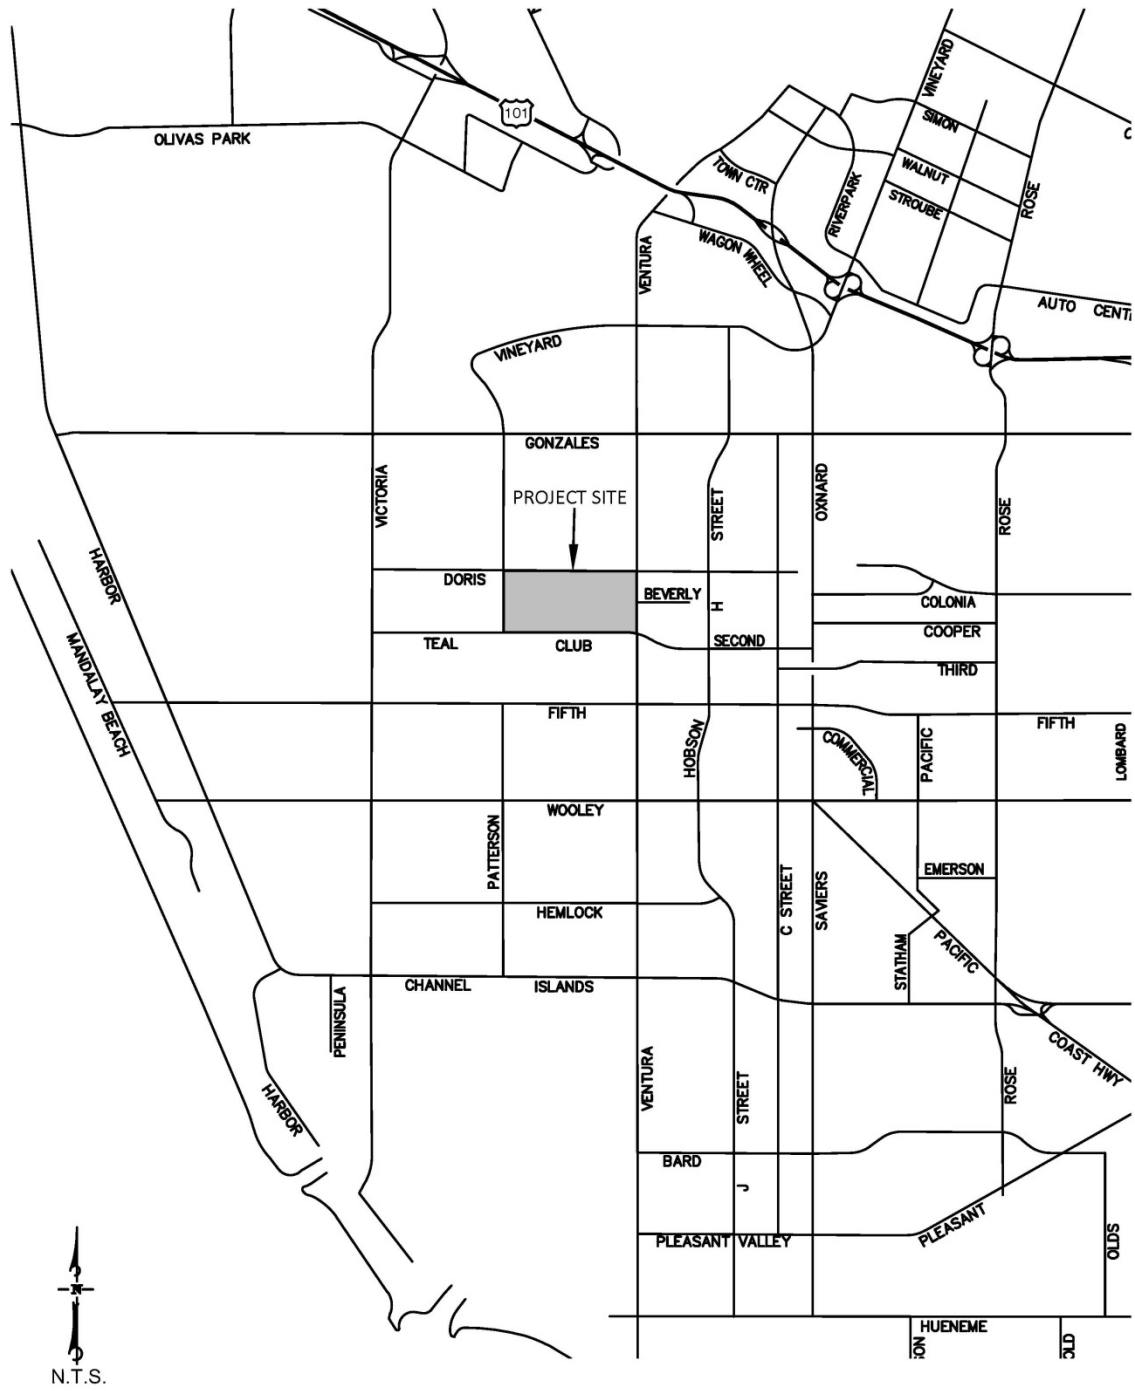 VINEYARD
101
SIMON
OLIVAS PARK
C
WALNUT
TOWN CTR
RIVERPARK
STROUBE
ROSE
VENTURA
WAGON WHEEL
AUTO CENT
VINEYARD
GONZALES
VICTORIA
PROJECT SITE
STREET
OXNARD
ROSE
HARBOR
DORIS
BEVERLY
H
COLONIA
TEAL
CLUB
SECOND
COOPER
MANDALAY BEACH
THIRD
FIFTH
FIFTH
HOBSON
COMMERCIAL
PACIFIC
LOMBARD
WOOLEY
PATTERSON
EMERSON
C STREET
SAVIERS
HEMLOCK
STATHAM
PACIFIC
CHANNEL
ISLANDS
PENINSULA
COAST HWY
VENTURA
STREET
ROSE
HARBOR
BARD
J
PLEASANT VALLEY
PLEASANT
OLDS
N
HUENEME
SON
OLD
N.T.S.